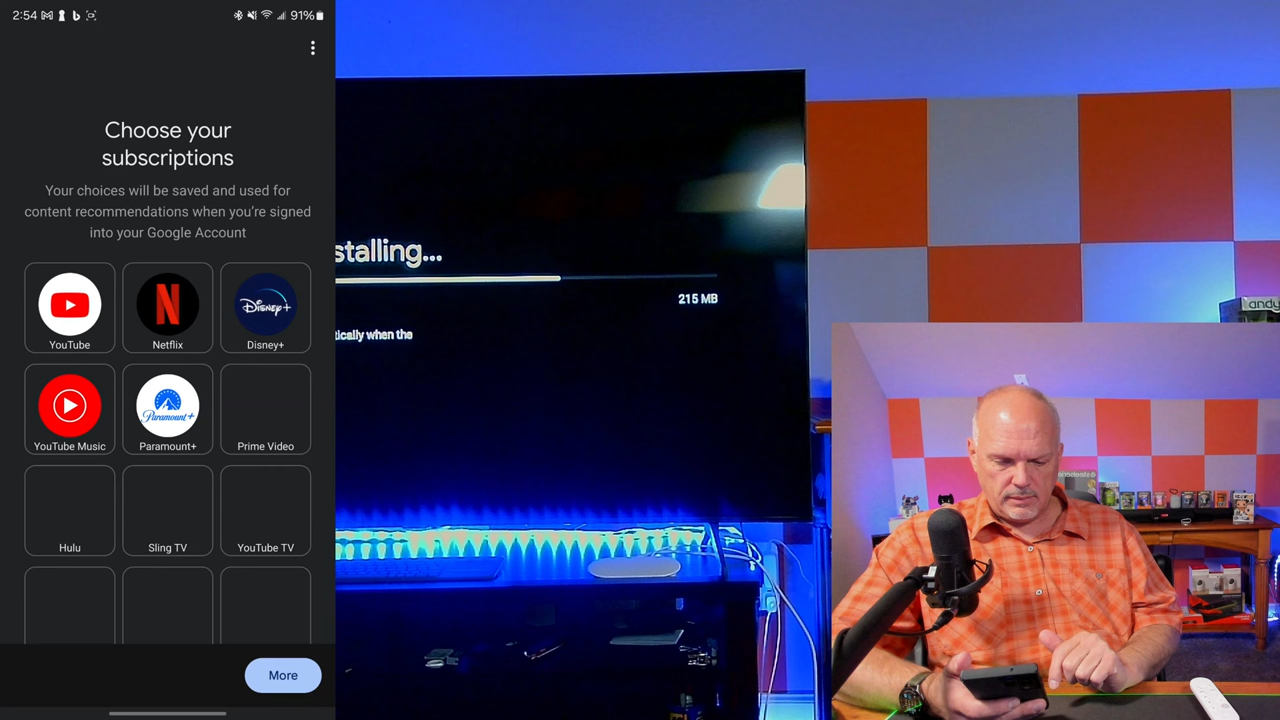 2:54
91%
Choose your
subscriptions
Your choices will be saved and used for
content recommendations when you're signed
into your Google Account
YouTube
Netflix
Disney+
Disney+
YouTube Music
Paramount+
Paramount+
Prime Video
Hulu
Sling TV
YouTube TV
More
stalling...
215 MB
tically when the
andy